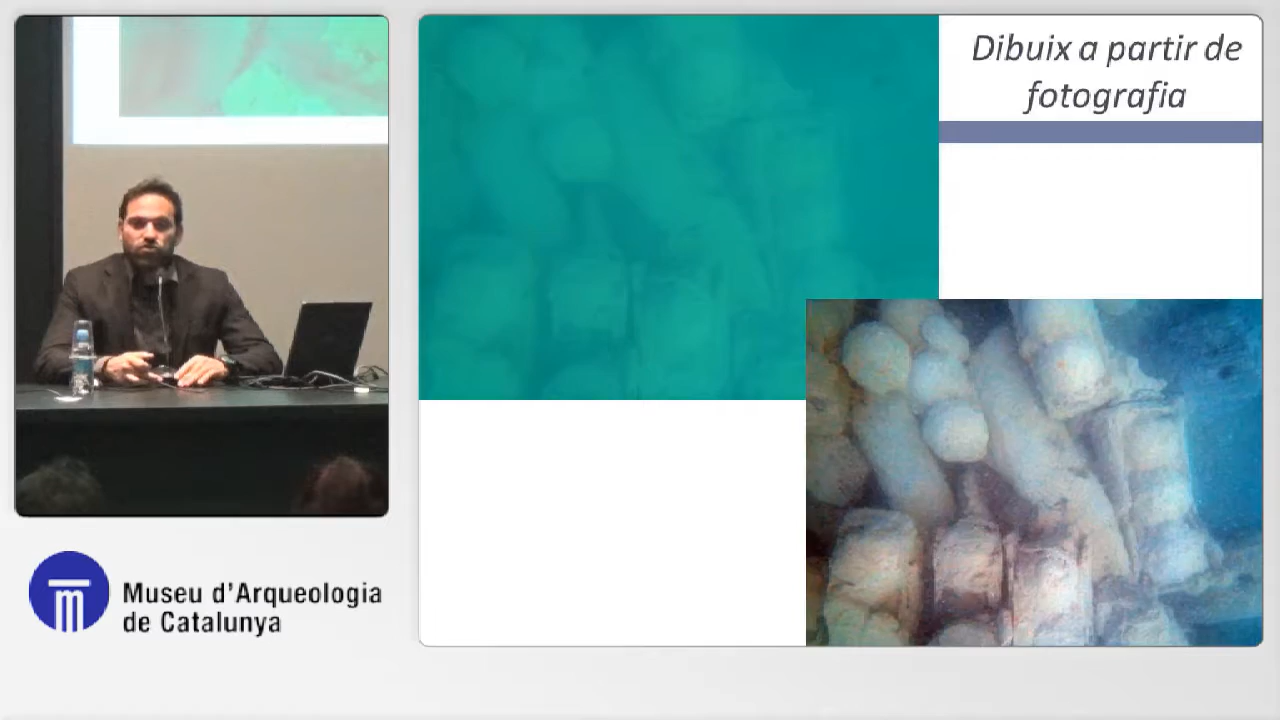 Dibuix a partir de
fotografia
Museu d'Arqueologia
de Catalunya